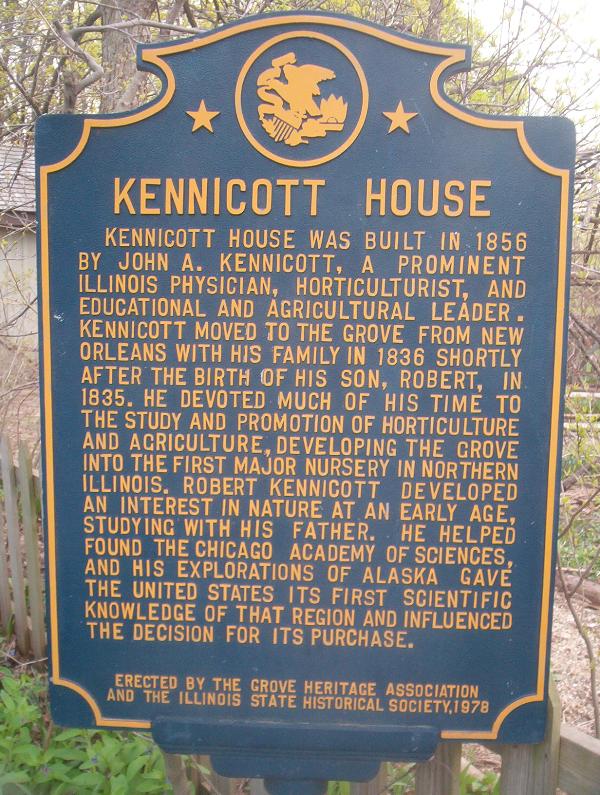 KENNICOTT HOUSE
KENNICOTT HOUSE WAS BUILT IN 1856
BY JOHN A. KENNICOTT, A PROMINENT
ILLINOIS PHYSICIAN, HORTICULTURIST, AND
EDUCATIONAL AND AGRICULTURAL LEADER.
KENNICOTT MOVED TO THE GROVE FROM NEW
ORLEANS WITH HIS FAMILY IN 1836 SHORTLY
AFTER THE BIRTH OF HIS SON, ROBERT, IN
1835. HE DEVOTED MUCH OF HIS TIME TO
THE STUDY AND PROMOTION OF HORTICULTURE
AND AGRICULTURE, DEVELOPING THE GROVE
INTO THE FIRST MAJOR NURSERY IN NORTHERN
ILLINOIS. ROBERT KENNICOTT DEVELOPED
AN INTEREST IN NATURE AT AN EARLY AGE,
STUDYING WITH HIS FATHER. HE HELPED
FOUND THE CHICAGO ACADEMY OF SCIENCES,
AND HIS EXPLORATIONS OF ALASKA GAVE
THE UNITED STATES ITS FIRST SCIENTIFIC
KNOWLEDGE OF THAT REGION AND INFLUENCED
THE DECISION FOR ITS PURCHASE.
ERECTED BY THE GROVE HERITAGE ASSOCIATION
AND THE ILLINOIS STATE HISTORICAL SOCIETY, 1978